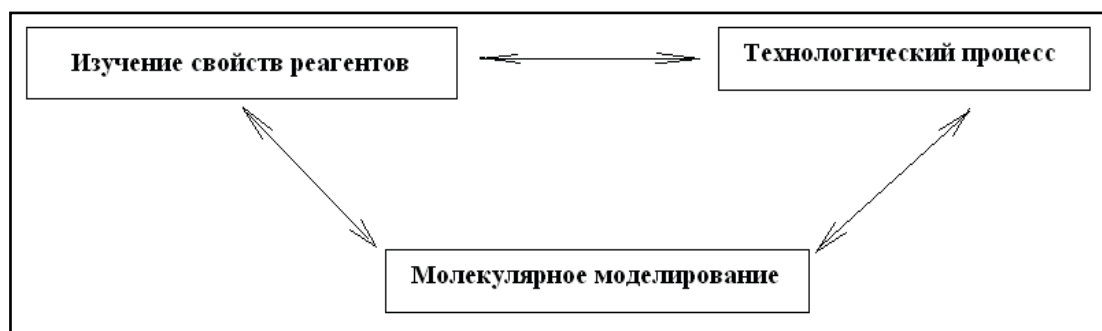 Изучение свойств реагентов
Технологический процесс
Молекулярное моделирование